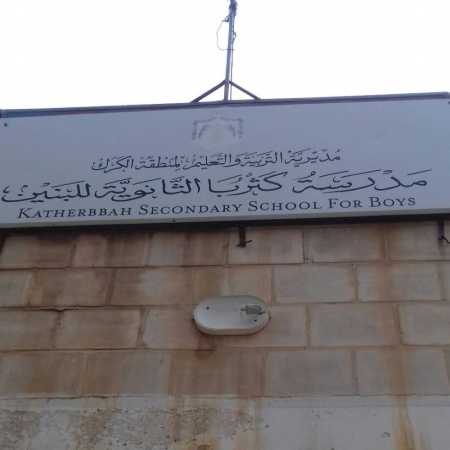 مديرية التربية والتعليم لمنطقة الكرك
مدرسة كثربا الثانوية للبنين
KATHERBBAH SECONDARY SCHOOL FOR BOYS